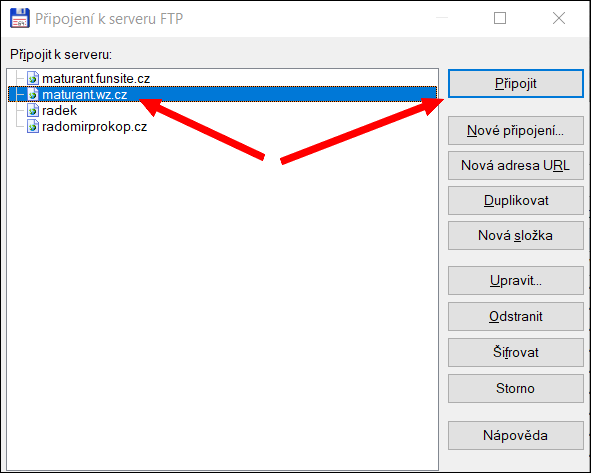 Připojení k serveru FTP
Připojit k serveru:
maturant.funsite.cz
maturant.wz.cz
radek
radomirprokop.cz
Připojit
Nové připojení...
Nová adresa URL
Duplikovat
Nová složka
Upravit...
Odstranit
Šifrovat
Storno
Nápověda